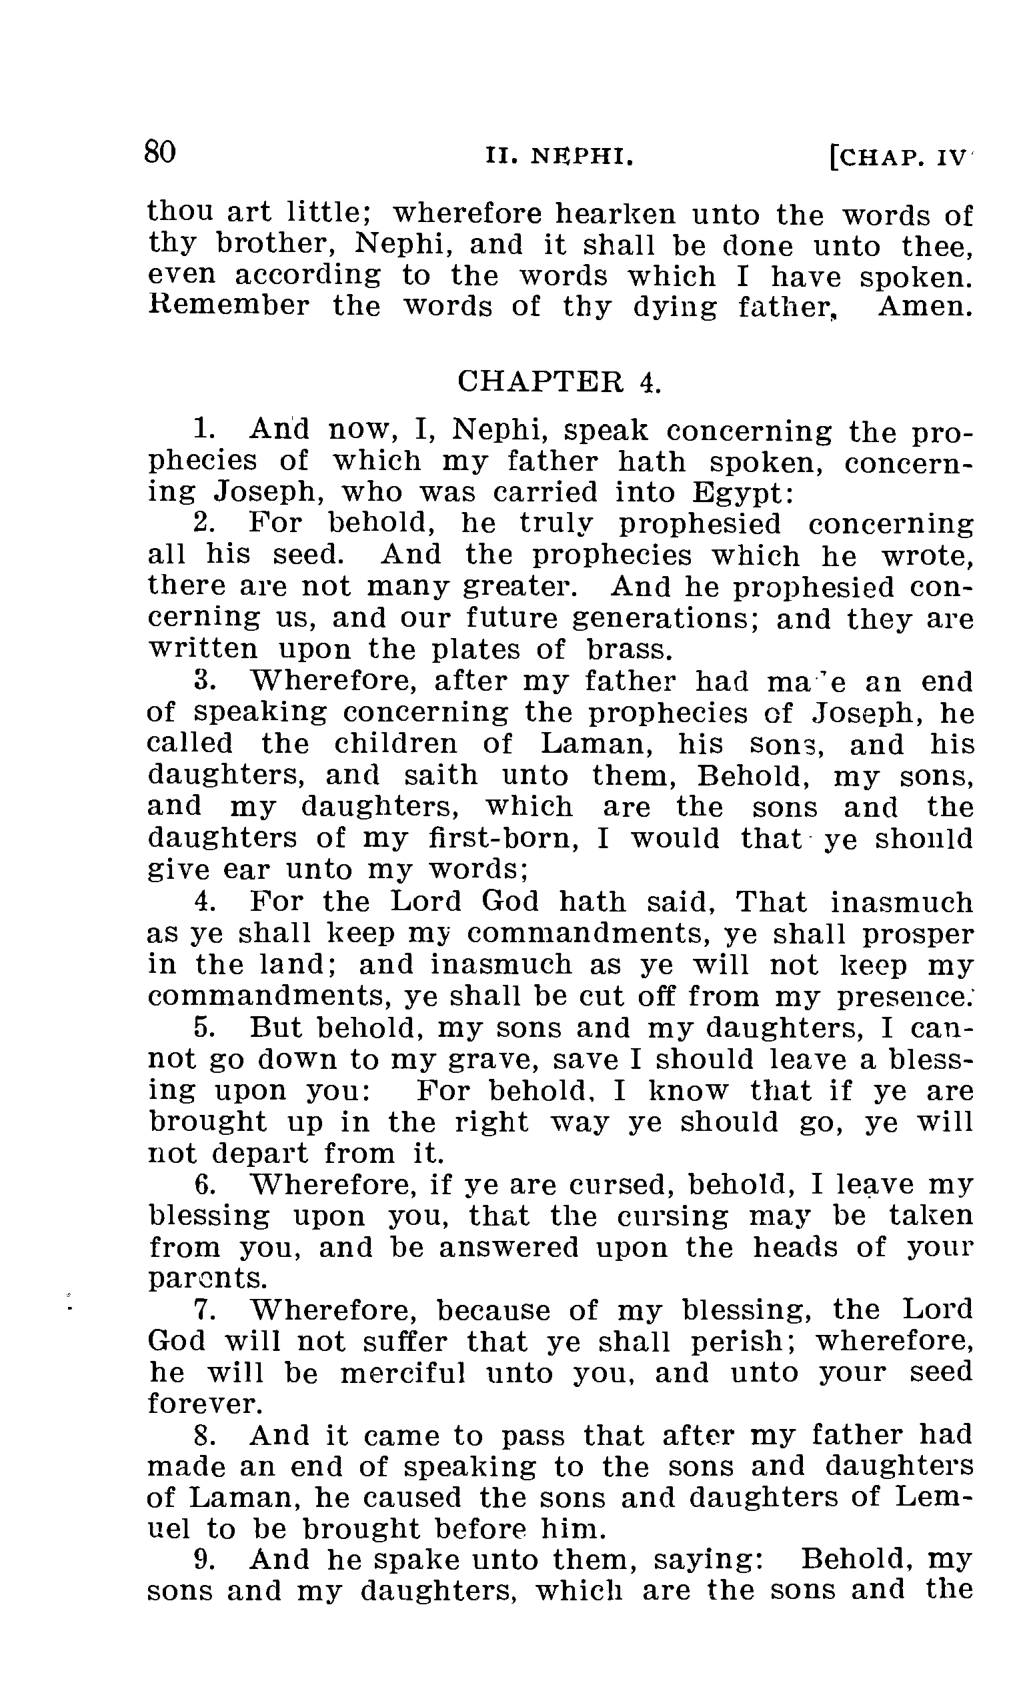 80 II. NEPHI. [CHAP. IV
thou art little; wherefore hearken unto the words of
thy brother, Nephi, and it shall be done unto thee,
even according to the words which I have spoken.
Remember the words of thy dying father, Amen.
CHAPTER 4.
1. And now, I, Nephi, speak concerning the pro-
phecies of which my father hath spoken, concern-
ing Joseph, who was carried into Egypt:
2. For behold, he truly prophesied concerning
all his seed. And the prophecies which he wrote,
there are not many greater. And he prophesied con-
cerning us, and our future generations; and they are
written upon the plates of brass.
3. Wherefore, after my father had ma e an end
of speaking concerning the prophecies of Joseph, he
called the children of Laman, his sons, and his
daughters, and saith unto them, Behold, my sons,
and my daughters, which are the sons and the
daughters of my first-born, I would that ye should
give ear unto my words;
4. For the Lord God hath said, That inasmuch
as ye shall keep my commandments, ye shall prosper
in the land; and inasmuch as ye will not keep my
commandments, ye shall be cut off from my presence.
5. But behold, my sons and my daughters, I can-
not go down to my grave, save I should leave a bless-
ing upon you: For behold, I know that if ye are
brought up in the right way ye should go, ye will
not depart from it.
6. Wherefore, if ye are cursed, behold, I leave my
blessing upon you, that the cursing may be taken
from you, and be answered upon the heads of your
parents.
7. Wherefore, because of my blessing, the Lord
God will not suffer that ye shall perish; wherefore,
he will be merciful unto you, and unto your seed
forever.
8. And it came to pass that after my father had
made an end of speaking to the sons and daughters
of Laman, he caused the sons and daughters of Lem-
uel to be brought before him.
9. And he spake unto them, saying: Behold, my
sons and my daughters, which are the sons and the